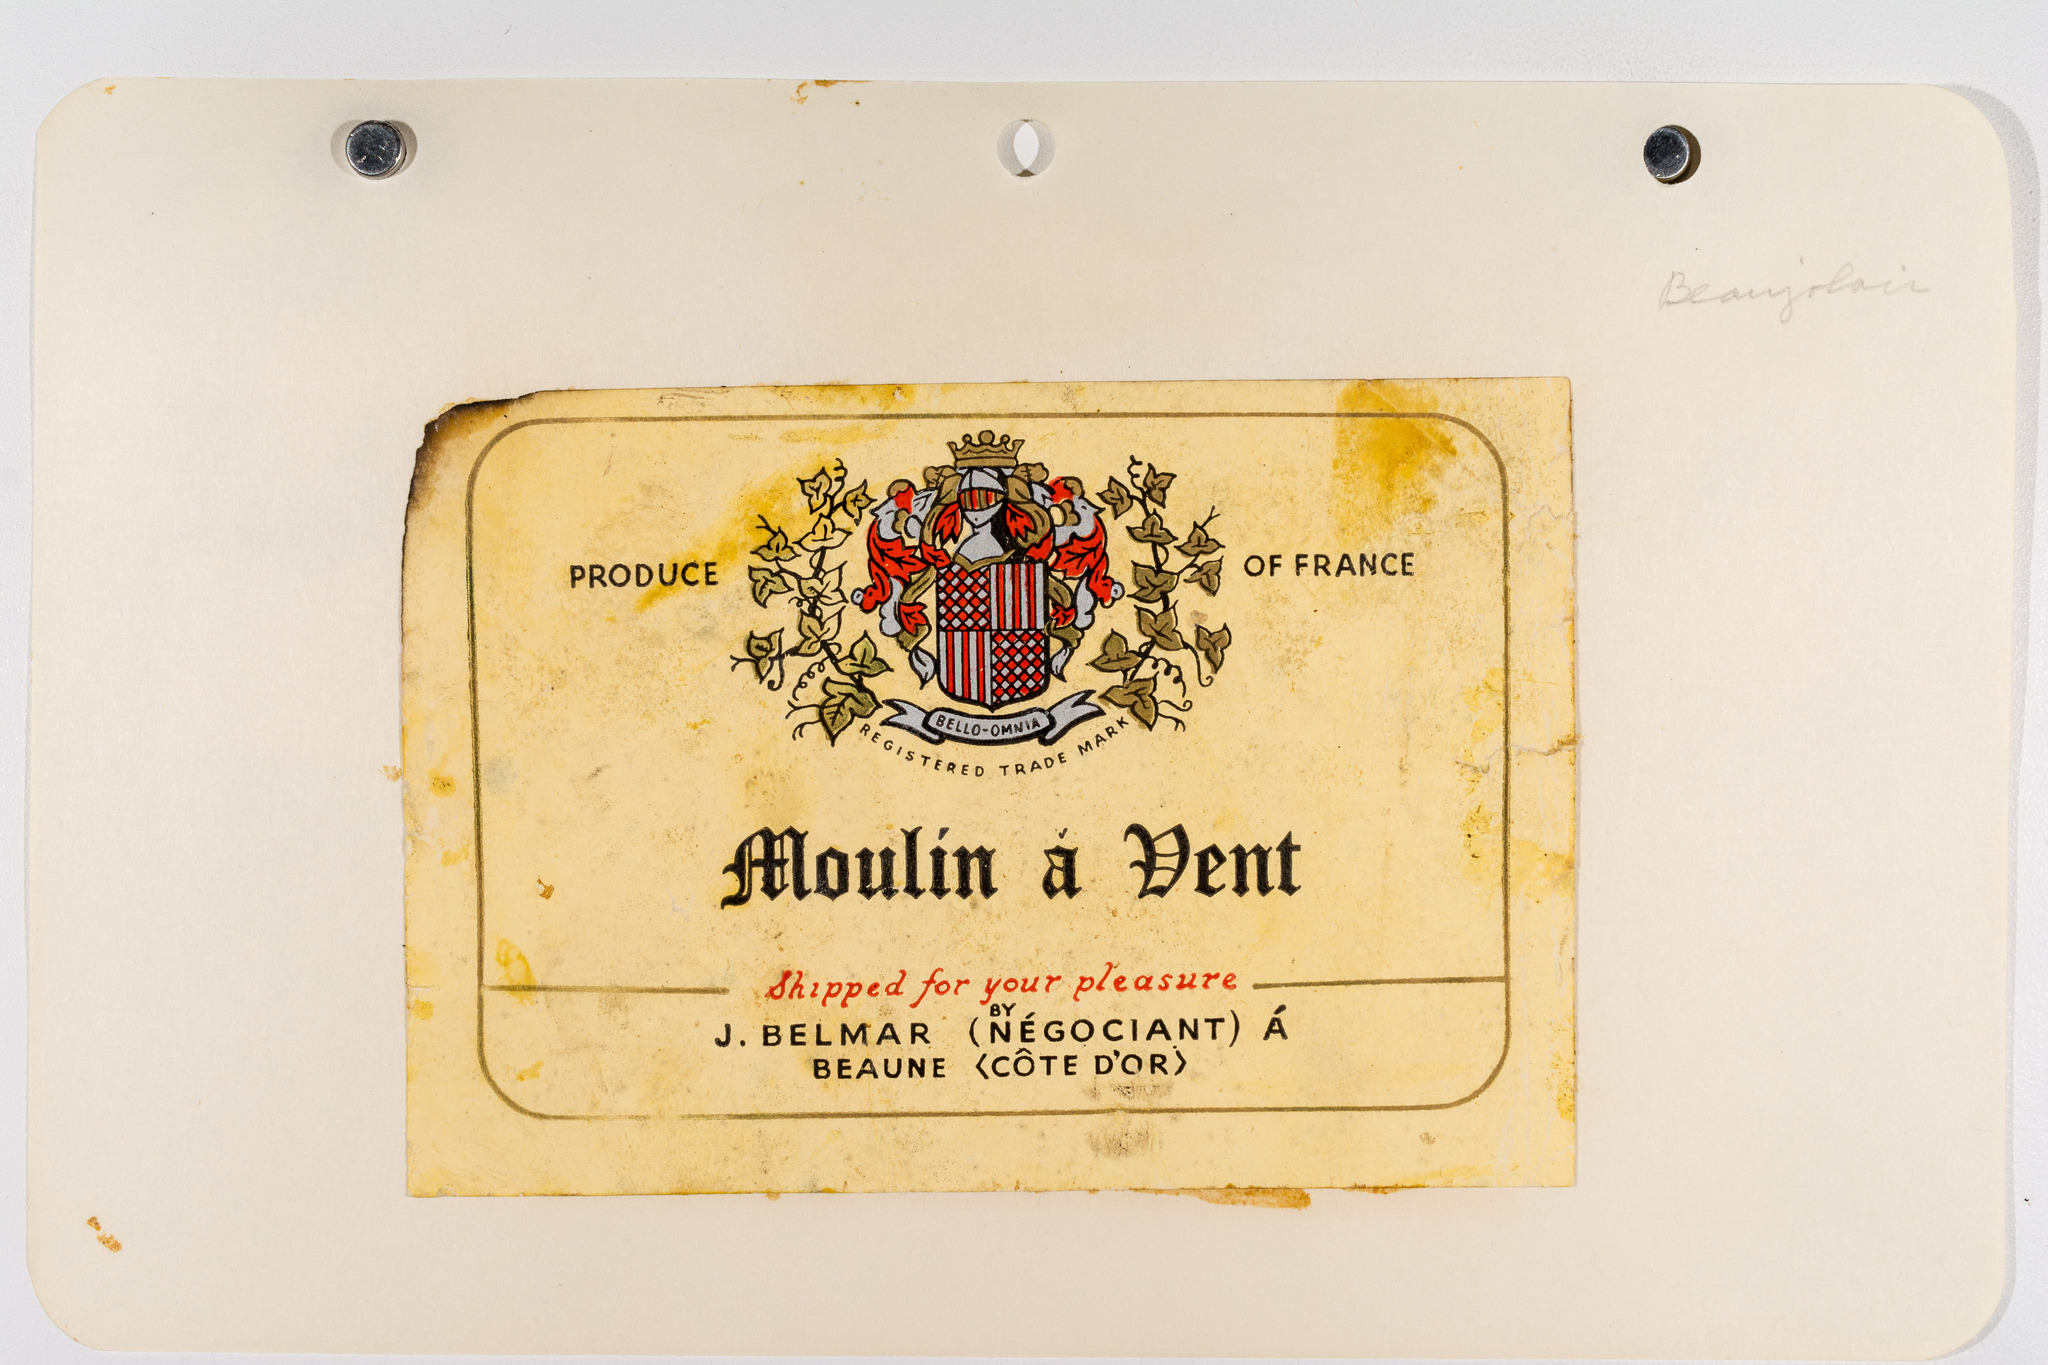 Beaujolais
PRODUCE OF FRANCE
BELLO-OMNIA
REGISTERED TRADE MARK
Moulin à Vent
Shipped for your pleasure
BY
J. BELMAR (NÉGOCIANT) Á
BEAUNE <CÔTE D'OR>